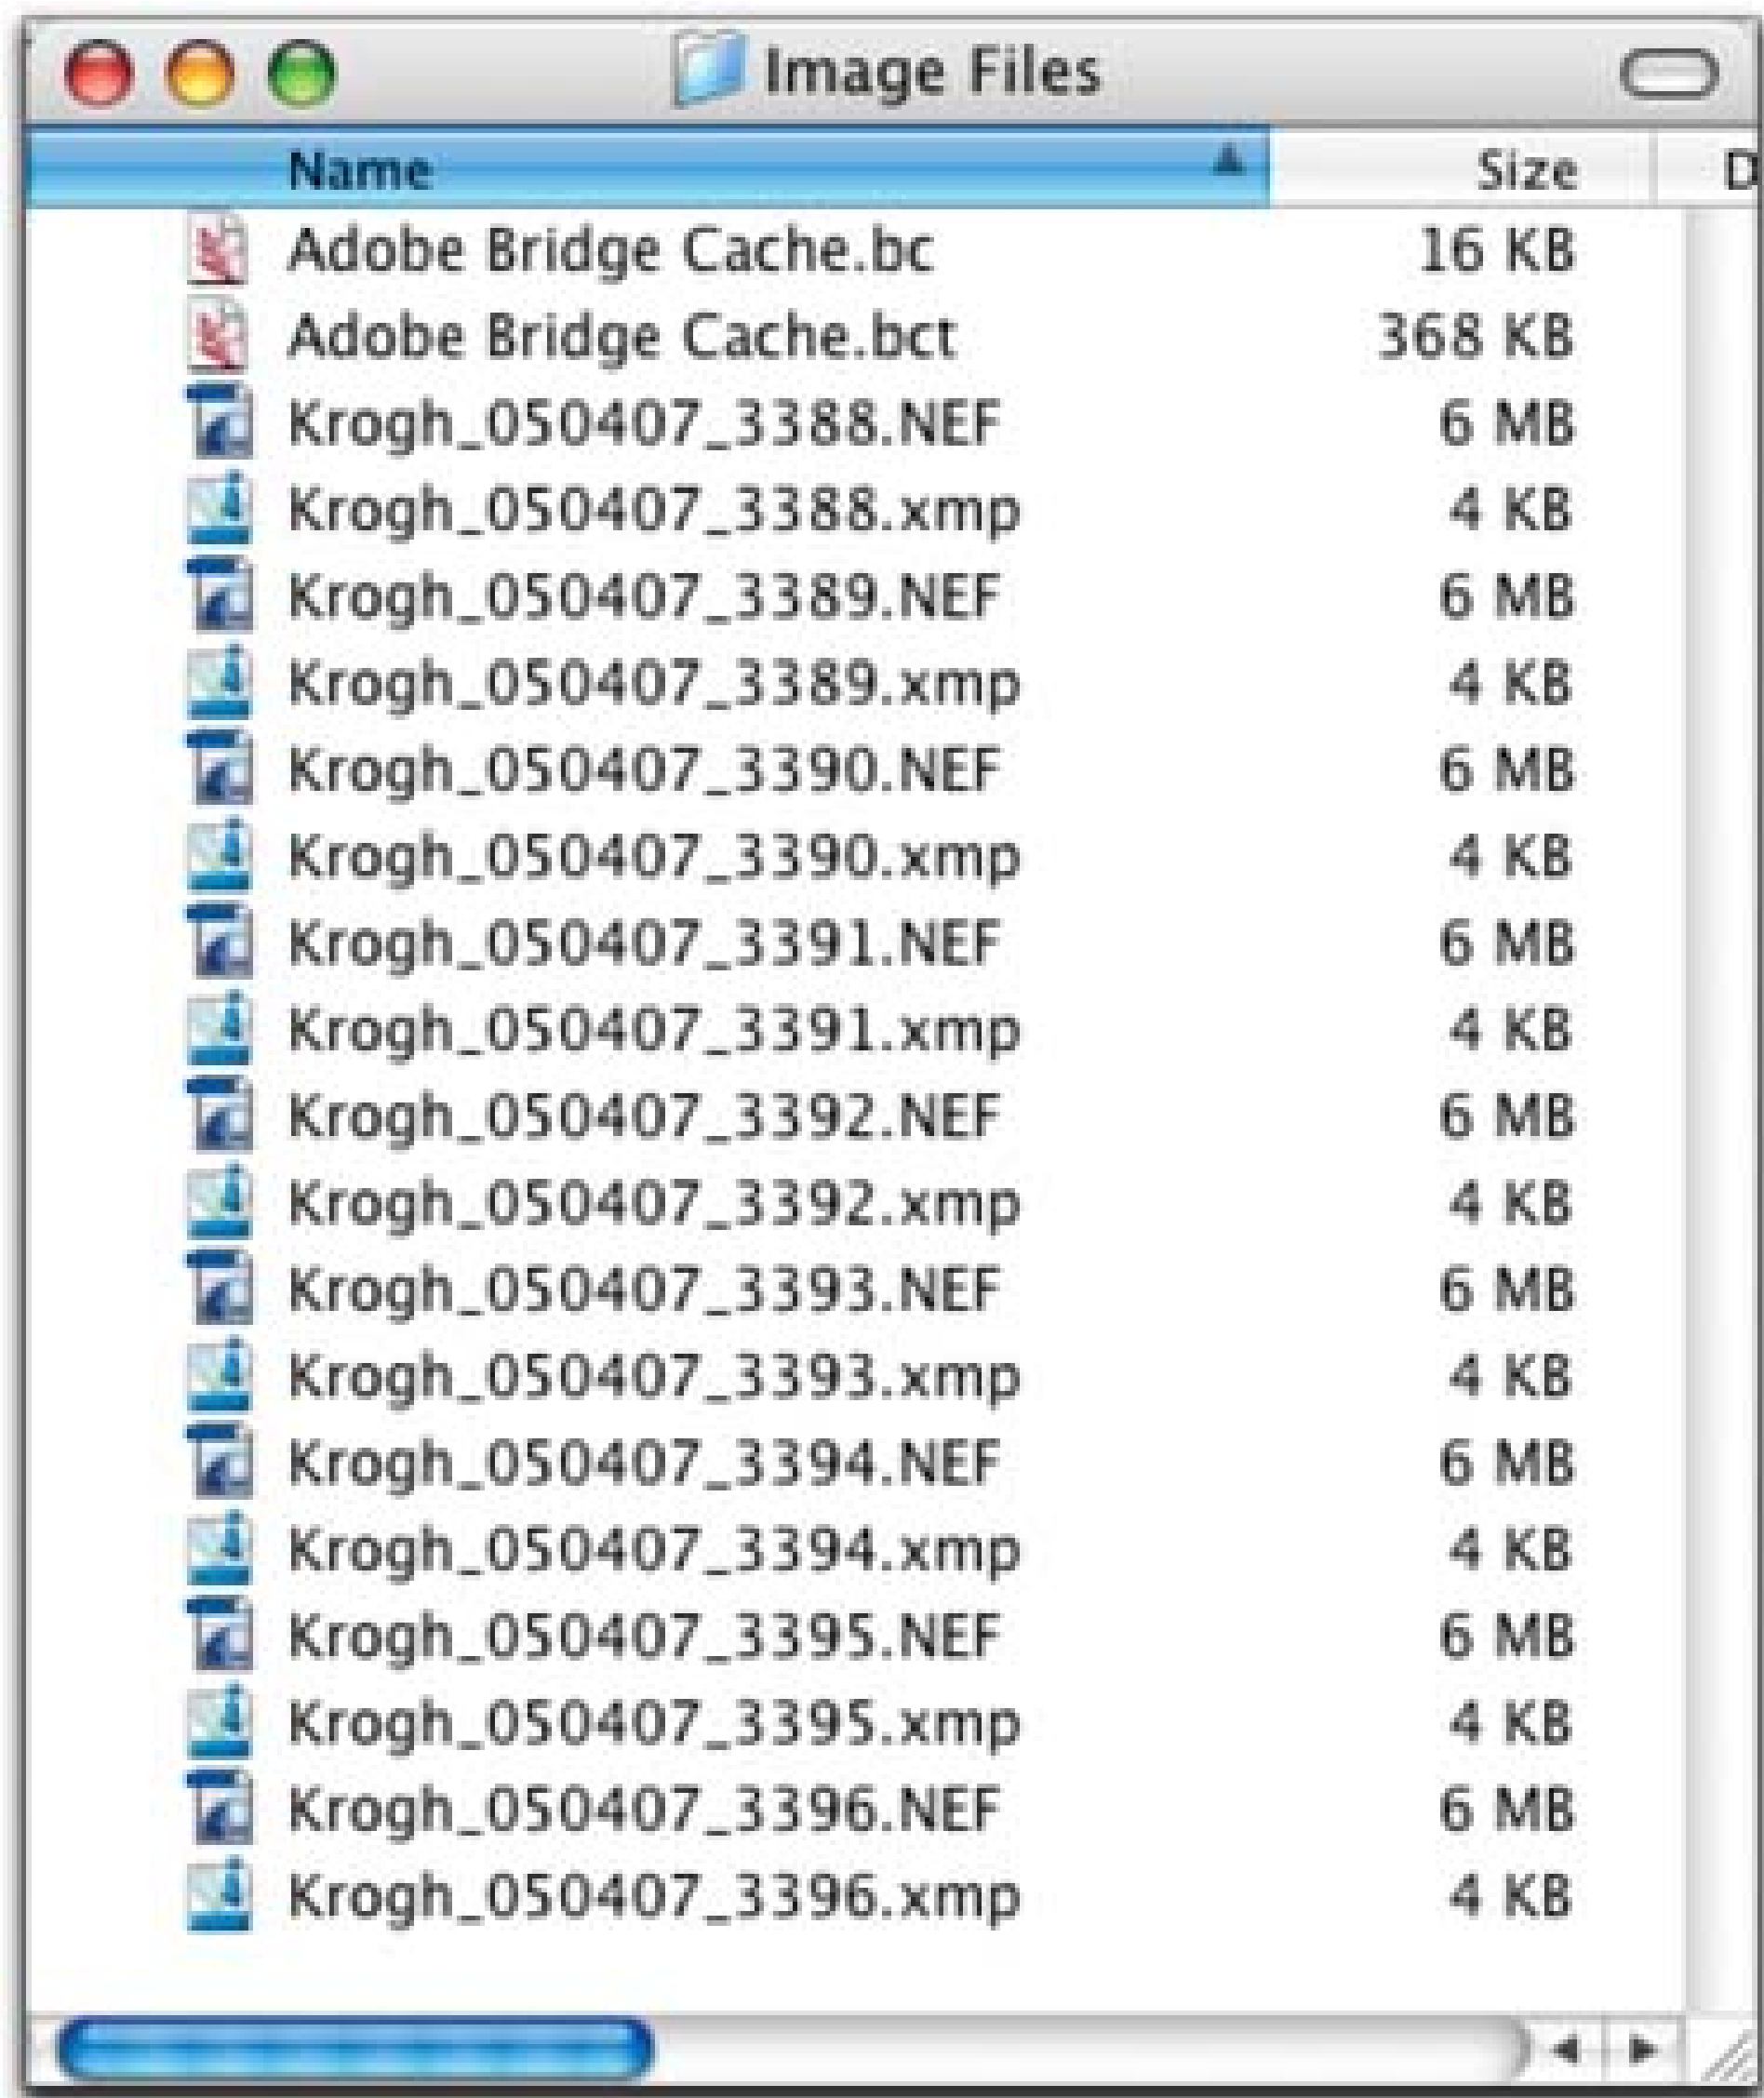 Image Files
Name Size D
Adobe Bridge Cache.bc 16 KB
Adobe Bridge Cache.bct 368 KB
Krogh_050407_3388.NEF 6 MB
Krogh_050407_3388.xmp 4 KB
Krogh_050407_3389.NEF 6 MB
Krogh_050407_3389.xmp 4 KB
Krogh_050407_3390.NEF 6 MB
Krogh_050407_3390.xmp 4 KB
Krogh_050407_3391.NEF 6 MB
Krogh_050407_3391.xmp 4 KB
Krogh_050407_3392.NEF 6 MB
Krogh_050407_3392.xmp 4 KB
Krogh_050407_3393.NEF 6 MB
Krogh_050407_3393.xmp 4 KB
Krogh_050407_3394.NEF 6 MB
Krogh_050407_3394.xmp 4 KB
Krogh_050407_3395.NEF 6 MB
Krogh_050407_3395.xmp 4 KB
Krogh_050407_3396.NEF 6 MB
Krogh_050407_3396.xmp 4 KB